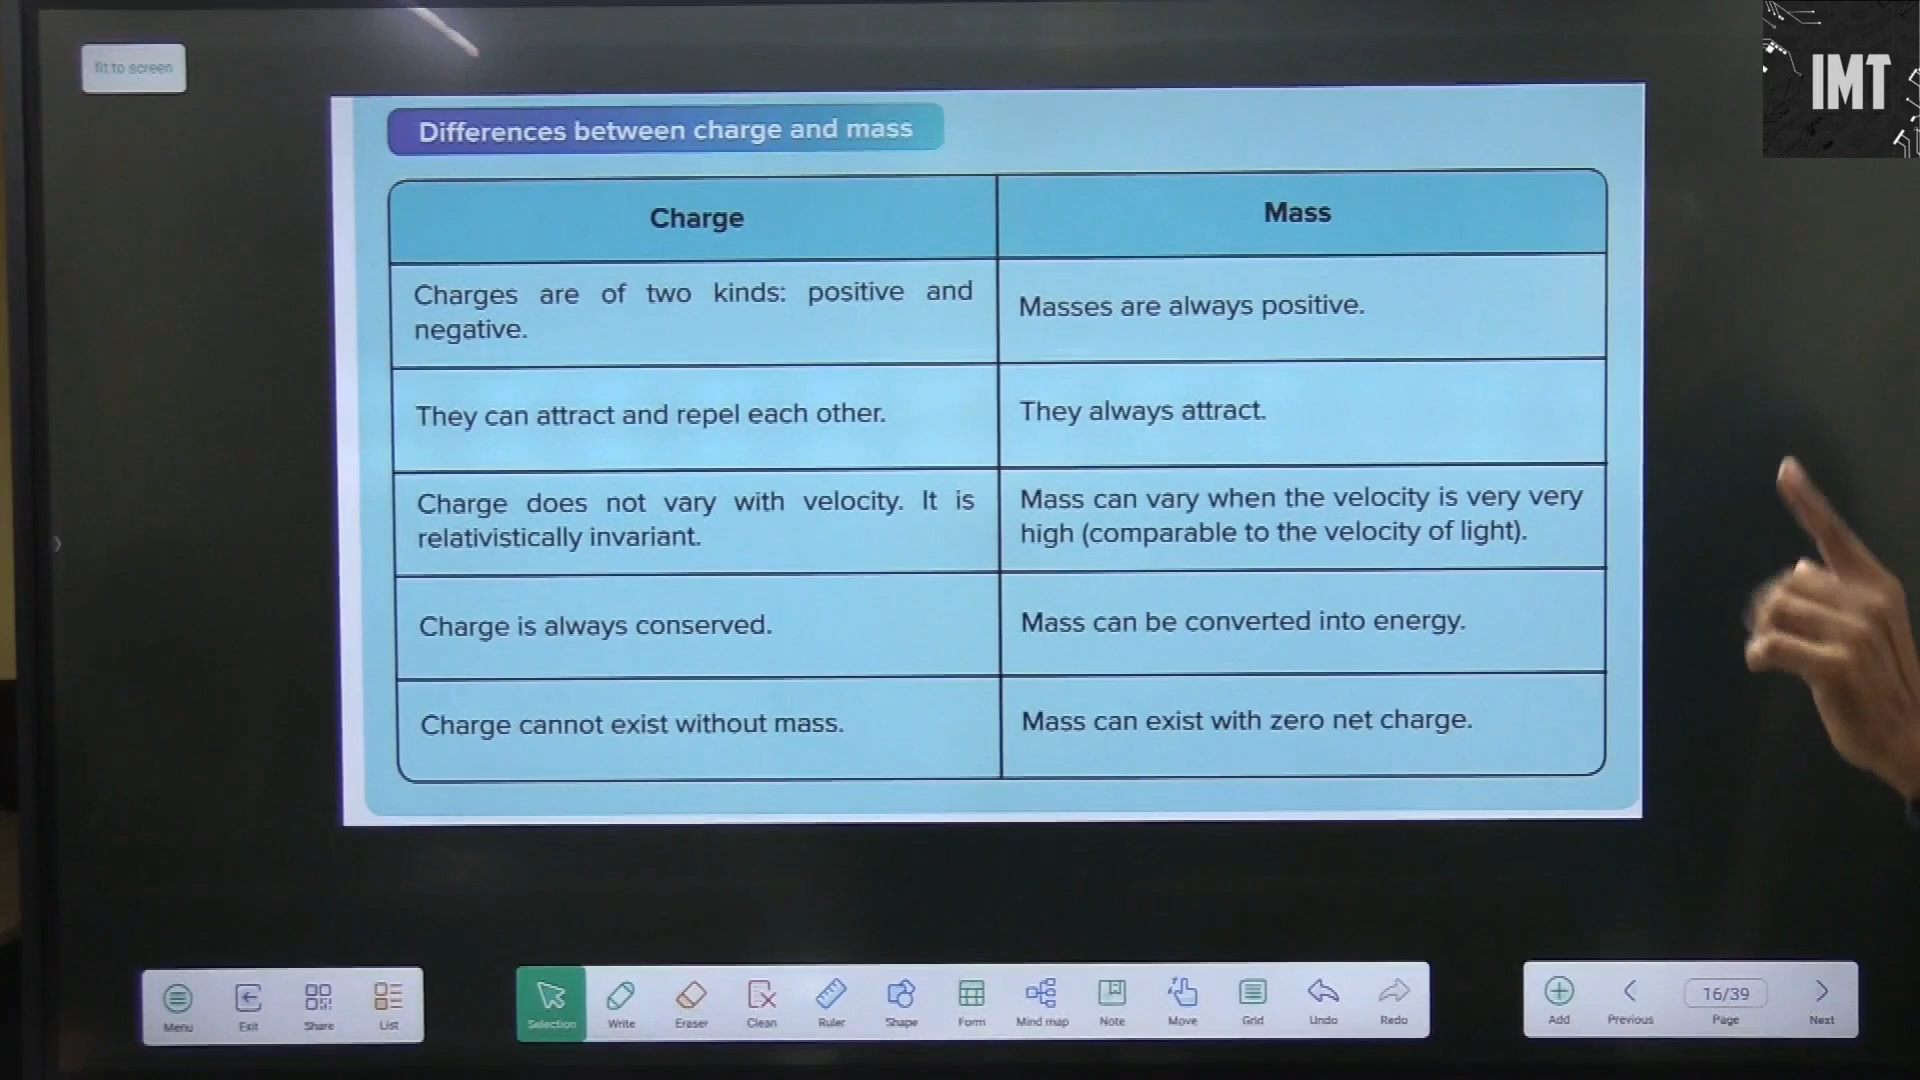 fit to screen
IMT
Differences between charge and mass
Charge
Mass
Charges are of two kinds: positive and
negative.
Masses are always positive.
They can attract and repel each other.
They always attract.
Charge does not vary with velocity. It is
relativistically invariant.
Mass can vary when the velocity is very very
high (comparable to the velocity of light).
Charge is always conserved.
Mass can be converted into energy.
Charge cannot exist without mass.
Mass can exist with zero net charge.
Menu
Exit
Share
List
Selection
Write
Eraser
Clean
Ruler
Shape
Form
Mind map
Note
Move
Grid
Undo
Redo
Add
Previous
16/39
Page
Next